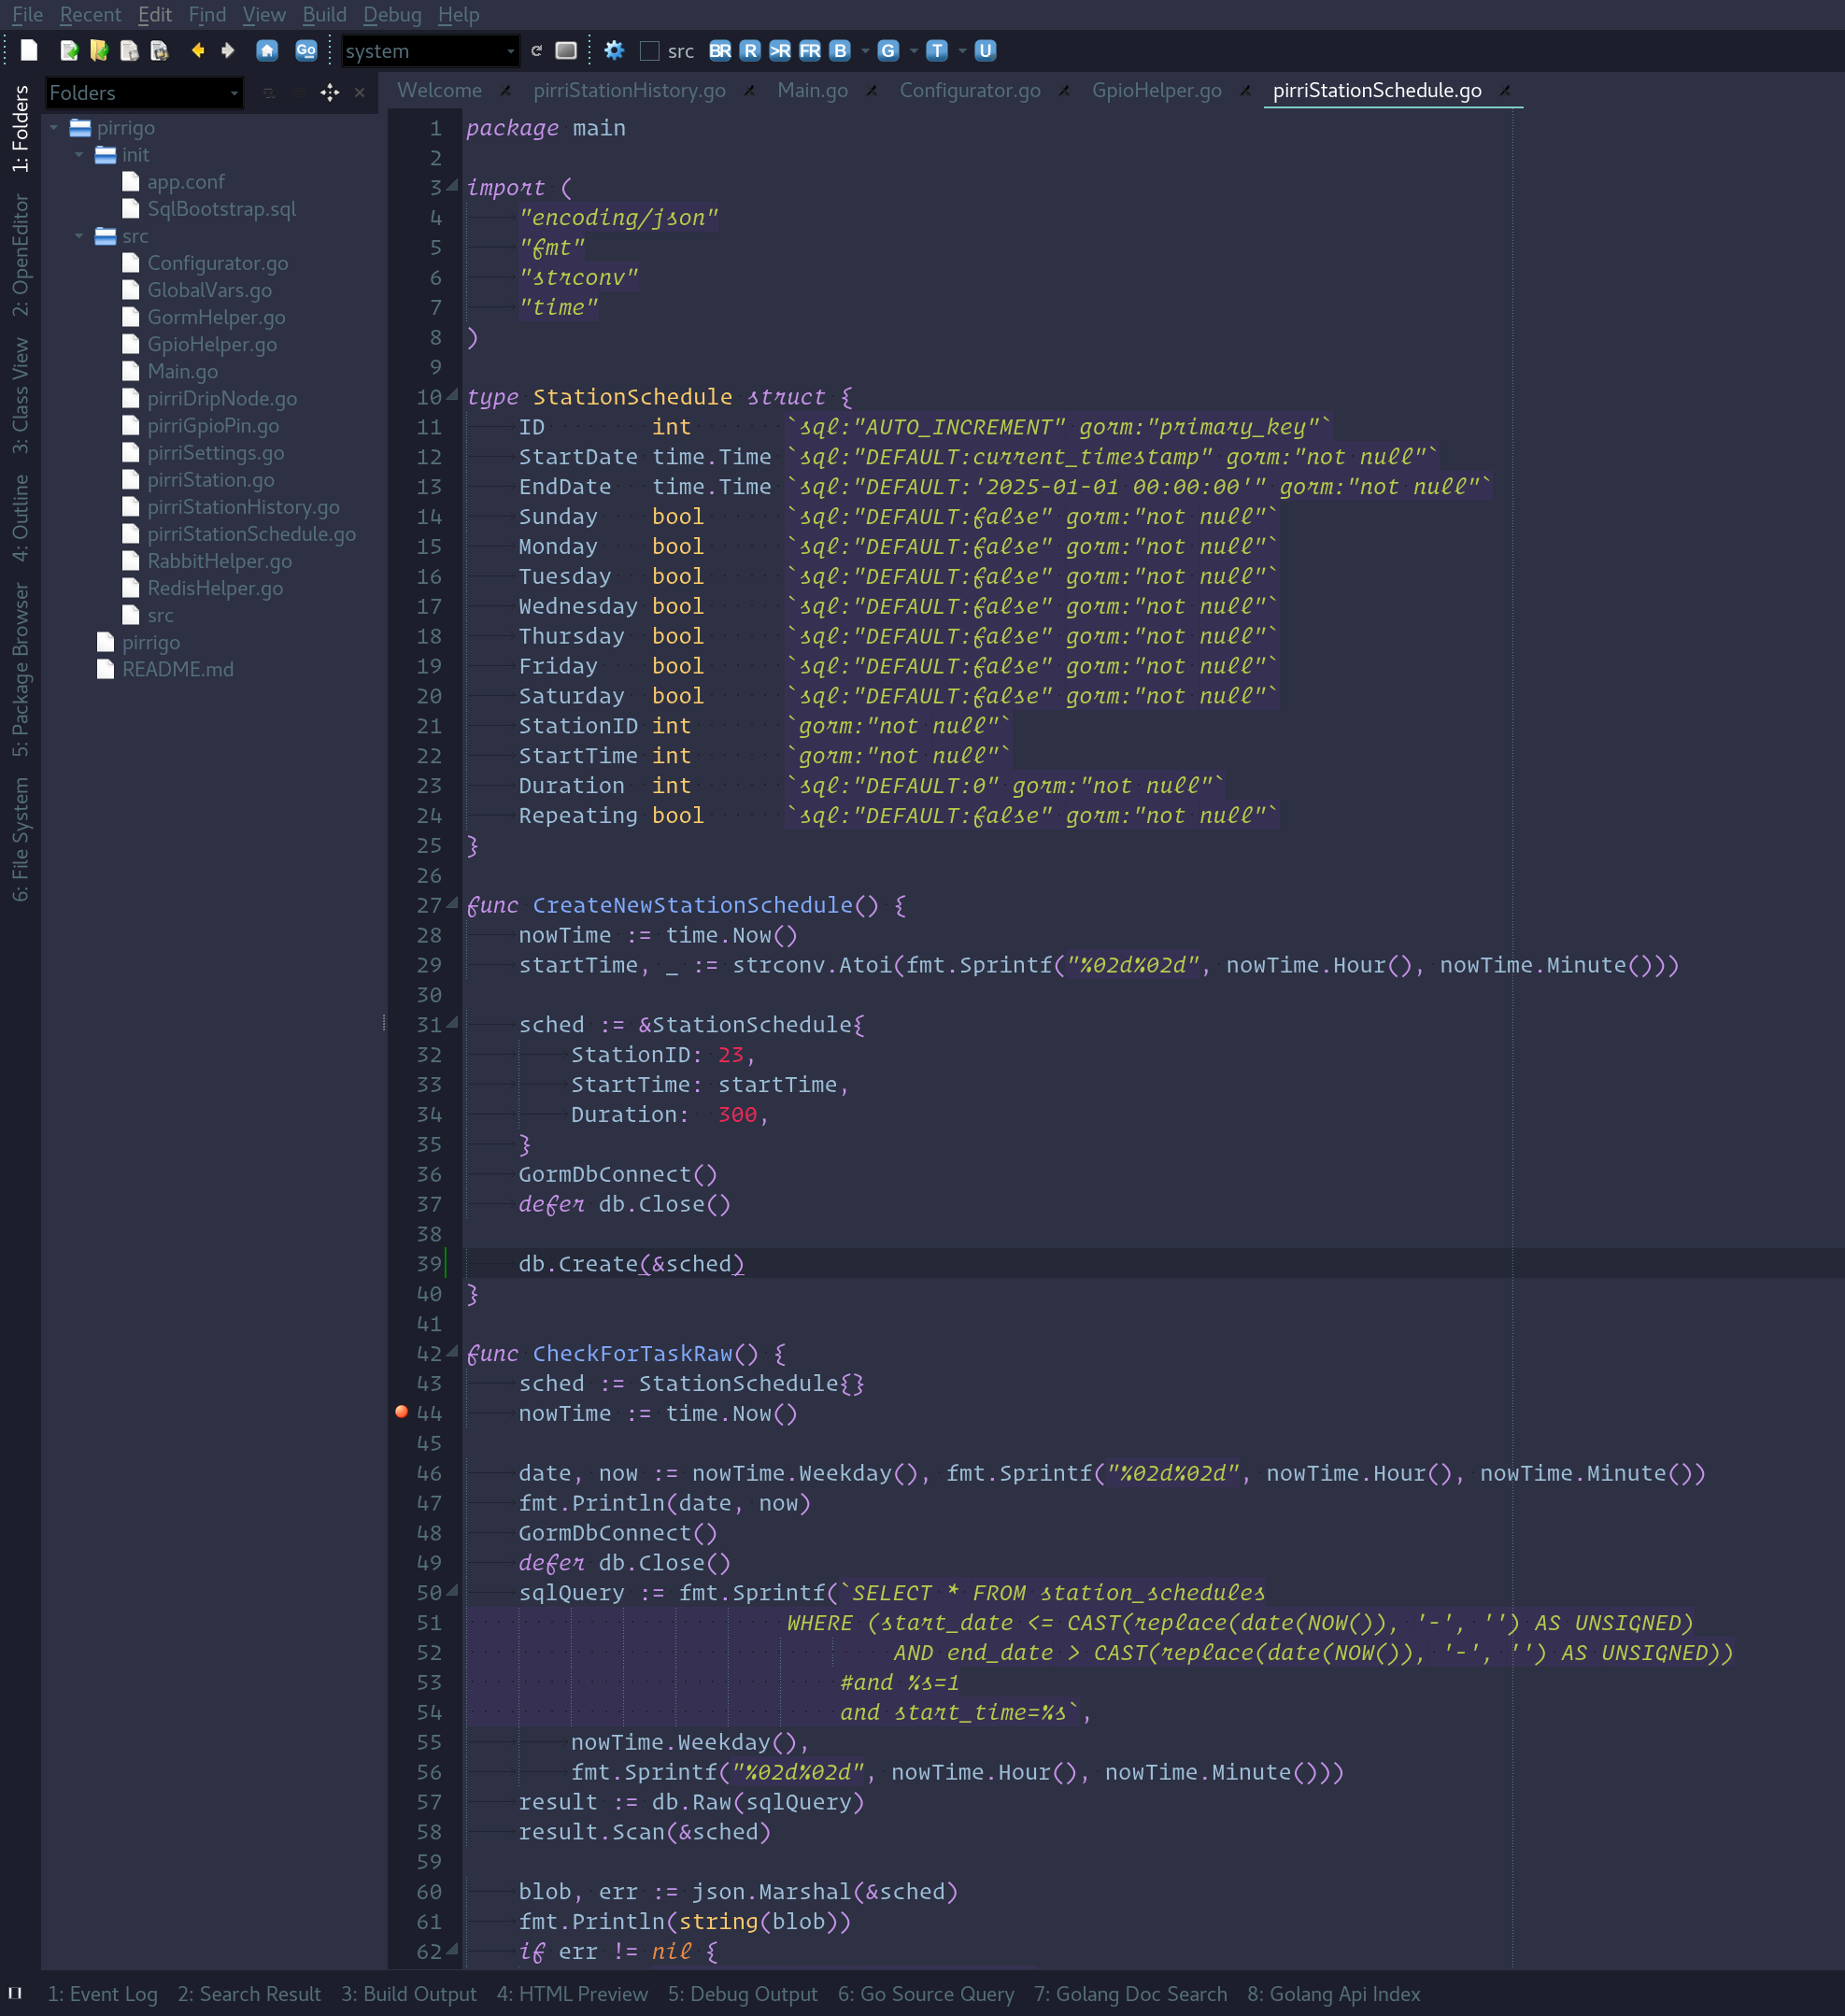 File Recent Edit Find View Build Debug Help
Go system src BR R >R FR B G T U
Folders
Welcome pirriStationHistory.go Main.go Configurator.go GpioHelper.go pirriStationSchedule.go
1: Folders
2: OpenEditor
3: Class View
4: Outline
5: Package Browser
6: File System
pirrigo
init
app.conf
SqlBootstrap.sql
src
Configurator.go
GlobalVars.go
GormHelper.go
GpioHelper.go
Main.go
pirriDripNode.go
pirriGpioPin.go
pirriSettings.go
pirriStation.go
pirriStationHistory.go
pirriStationSchedule.go
RabbitHelper.go
RedisHelper.go
src
pirrigo
README.md
1 package main
2
3 import (
4 "encoding/json"
5 "fmt"
6 "strconv"
7 "time"
8 )
9
10 type StationSchedule struct {
11 ID int `sql:"AUTO_INCREMENT" gorm:"primary_key"`
12 StartDate time.Time `sql:"DEFAULT:current_timestamp" gorm:"not null"`
13 EndDate time.Time `sql:"DEFAULT:'2025-01-01 00:00:00'" gorm:"not null"`
14 Sunday bool `sql:"DEFAULT:false" gorm:"not null"`
15 Monday bool `sql:"DEFAULT:false" gorm:"not null"`
16 Tuesday bool `sql:"DEFAULT:false" gorm:"not null"`
17 Wednesday bool `sql:"DEFAULT:false" gorm:"not null"`
18 Thursday bool `sql:"DEFAULT:false" gorm:"not null"`
19 Friday bool `sql:"DEFAULT:false" gorm:"not null"`
20 Saturday bool `sql:"DEFAULT:false" gorm:"not null"`
21 StationID int `gorm:"not null"`
22 StartTime int `gorm:"not null"`
23 Duration int `sql:"DEFAULT:0" gorm:"not null"`
24 Repeating bool `sql:"DEFAULT:false" gorm:"not null"`
25 }
26
27 func CreateNewStationSchedule() {
28 nowTime := time.Now()
29 startTime, _ := strconv.Atoi(fmt.Sprintf("%02d%02d", nowTime.Hour(), nowTime.Minute()))
30
31 sched := &StationSchedule{
32 StationID: 23,
33 StartTime: startTime,
34 Duration: 300,
35 }
36 GormDbConnect()
37 defer db.Close()
38
39 db.Create(&sched)
40 }
41
42 func CheckForTaskRaw() {
43 sched := StationSchedule{}
44 nowTime := time.Now()
45
46 date, now := nowTime.Weekday(), fmt.Sprintf("%02d%02d", nowTime.Hour(), nowTime.Minute())
47 fmt.Println(date, now)
48 GormDbConnect()
49 defer db.Close()
50 sqlQuery := fmt.Sprintf(`SELECT * FROM station_schedules
51 WHERE (start_date <= CAST(replace(date(NOW()), '-', '') AS UNSIGNED)
52 AND end_date > CAST(replace(date(NOW()), '-', '') AS UNSIGNED))
53 #and %s=1
54 and start_time=%s`,
55 nowTime.Weekday(),
56 fmt.Sprintf("%02d%02d", nowTime.Hour(), nowTime.Minute()))
57 result := db.Raw(sqlQuery)
58 result.Scan(&sched)
59
60 blob, err := json.Marshal(&sched)
61 fmt.Println(string(blob))
62 if err != nil {
1: Event Log 2: Search Result 3: Build Output 4: HTML Preview 5: Debug Output 6: Go Source Query 7: Golang Doc Search 8: Golang Api Index